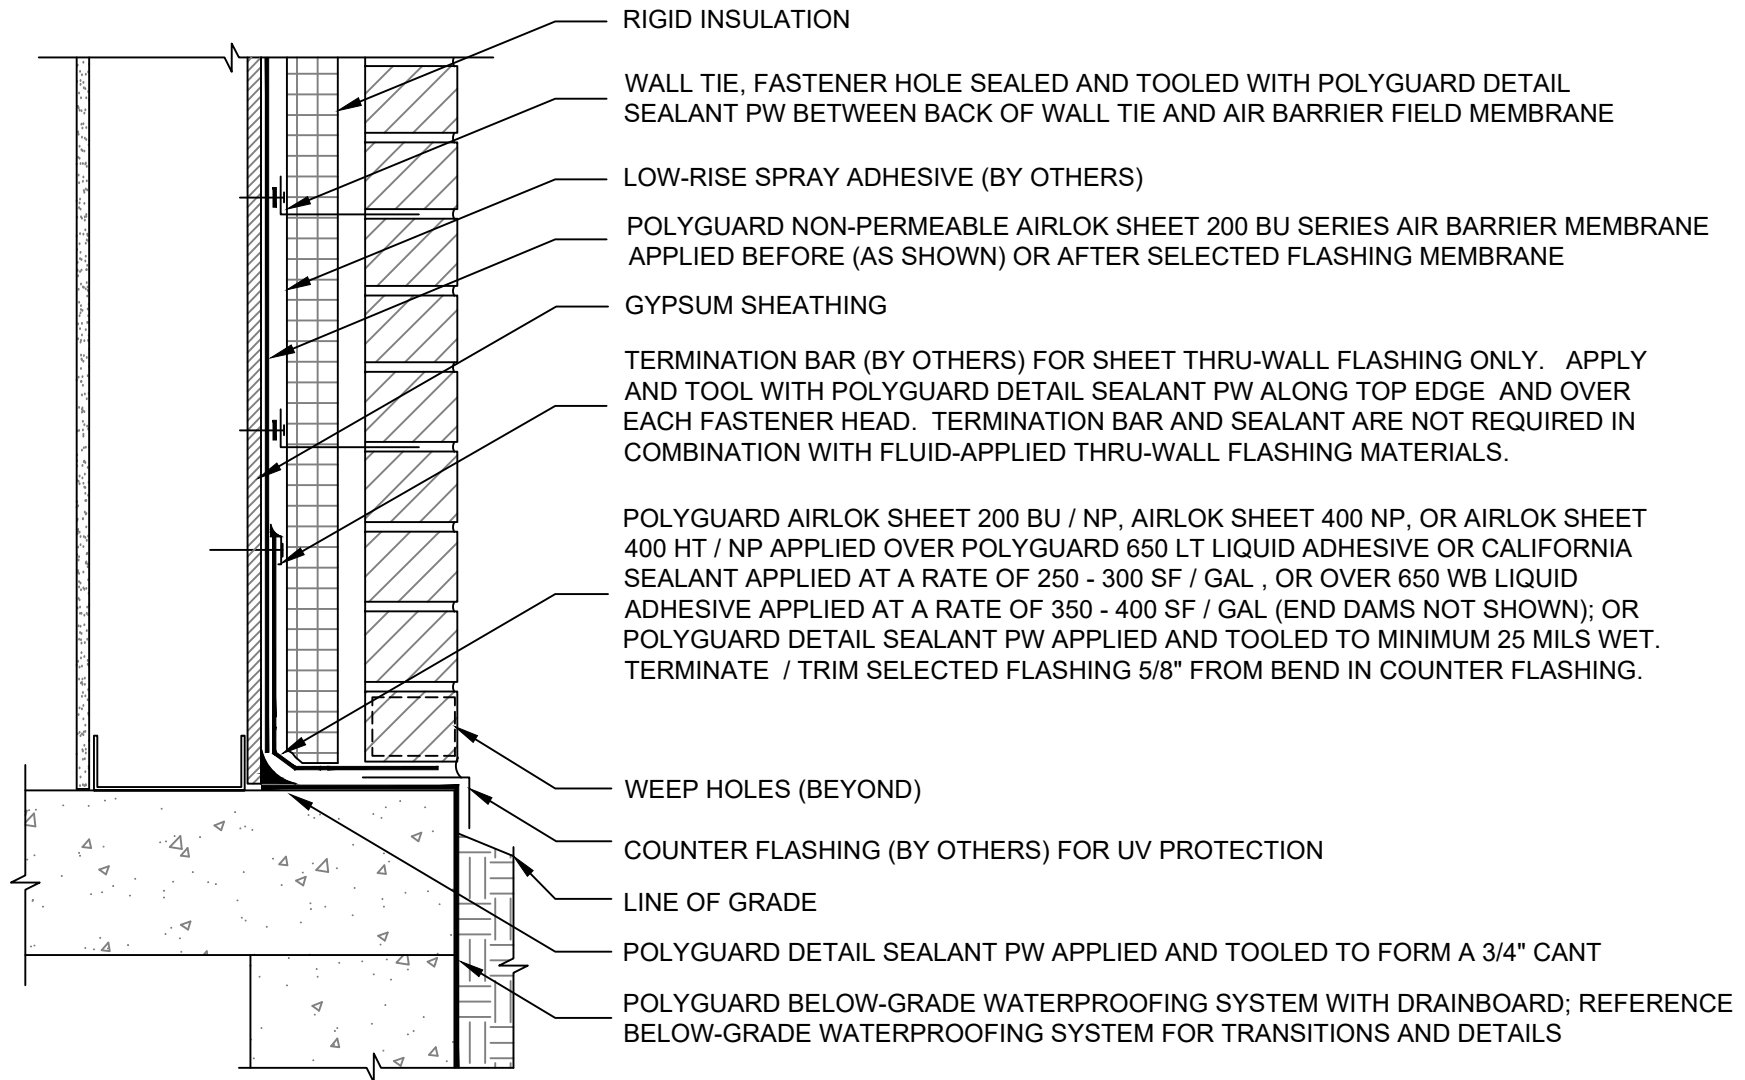 RIGID INSULATION
WALL TIE, FASTENER HOLE SEALED AND TOOLED WITH POLYGUARD DETAIL
SEALANT PW BETWEEN BACK OF WALL TIE AND AIR BARRIER FIELD MEMBRANE
LOW-RISE SPRAY ADHESIVE (BY OTHERS)
POLYGUARD NON-PERMEABLE AIRLOK SHEET 200 BU SERIES AIR BARRIER MEMBRANE
APPLIED BEFORE (AS SHOWN) OR AFTER SELECTED FLASHING MEMBRANE
GYPSUM SHEATHING
TERMINATION BAR (BY OTHERS) FOR SHEET THRU-WALL FLASHING ONLY. APPLY
AND TOOL WITH POLYGUARD DETAIL SEALANT PW ALONG TOP EDGE AND OVER
EACH FASTENER HEAD. TERMINATION BAR AND SEALANT ARE NOT REQUIRED IN
COMBINATION WITH FLUID-APPLIED THRU-WALL FLASHING MATERIALS.
POLYGUARD AIRLOK SHEET 200 BU / NP, AIRLOK SHEET 400 NP, OR AIRLOK SHEET
400 HT / NP APPLIED OVER POLYGUARD 650 LT LIQUID ADHESIVE OR CALIFORNIA
SEALANT APPLIED AT A RATE OF 250 - 300 SF / GAL , OR OVER 650 WB LIQUID
ADHESIVE APPLIED AT A RATE OF 350 - 400 SF / GAL (END DAMS NOT SHOWN); OR
POLYGUARD DETAIL SEALANT PW APPLIED AND TOOLED TO MINIMUM 25 MILS WET.
TERMINATE / TRIM SELECTED FLASHING 5/8" FROM BEND IN COUNTER FLASHING.
WEEP HOLES (BEYOND)
COUNTER FLASHING (BY OTHERS) FOR UV PROTECTION
LINE OF GRADE
POLYGUARD DETAIL SEALANT PW APPLIED AND TOOLED TO FORM A 3/4" CANT
POLYGUARD BELOW-GRADE WATERPROOFING SYSTEM WITH DRAINBOARD; REFERENCE
BELOW-GRADE WATERPROOFING SYSTEM FOR TRANSITIONS AND DETAILS